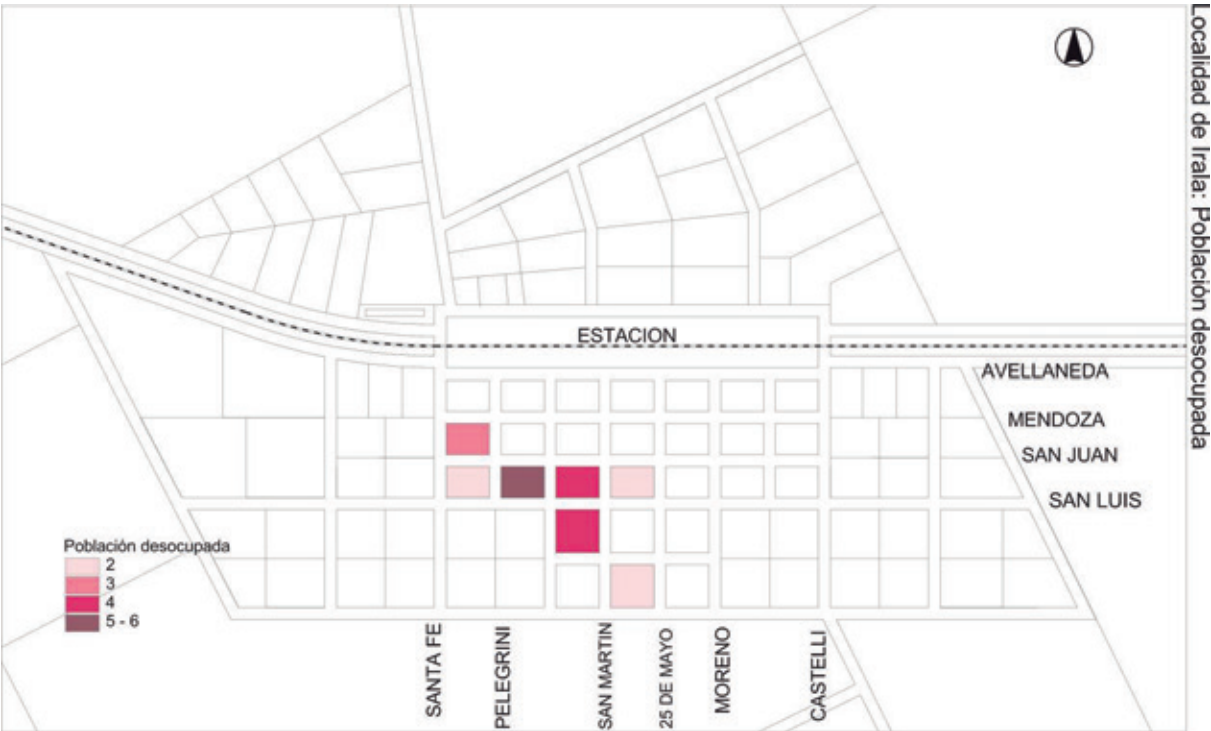 Localidad de Irala: Población desocupada
ESTACION
AVELLANEDA
MENDOZA
SAN JUAN
SAN LUIS
Población desocupada
2
3
4
5 - 6
SANTA FE
PELEGRINI
SAN MARTIN
25 DE MAYO
MORENO
CASTELLI